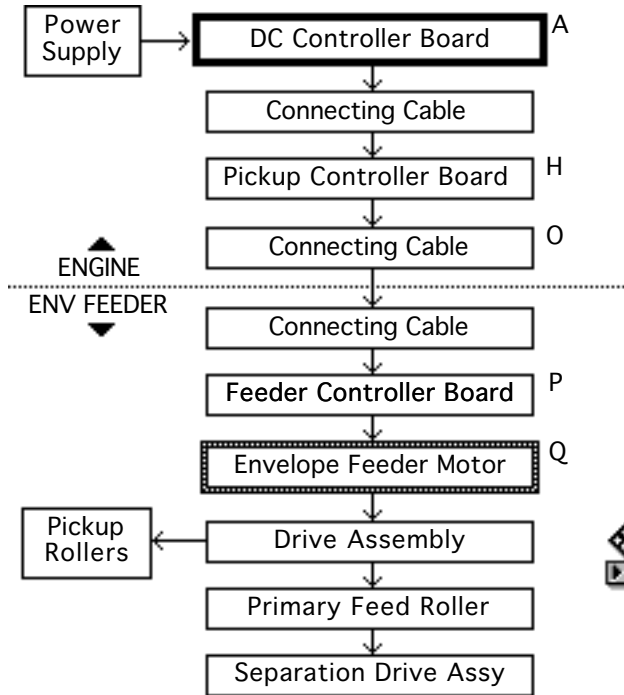 Power
Supply
DC Controller Board
A
Connecting Cable
Pickup Controller Board
H
Connecting Cable
O
ENGINE
ENV FEEDER
Connecting Cable
Feeder Controller Board
P
Envelope Feeder Motor
Q
Pickup
Rollers
Drive Assembly
Primary Feed Roller
Separation Drive Assy